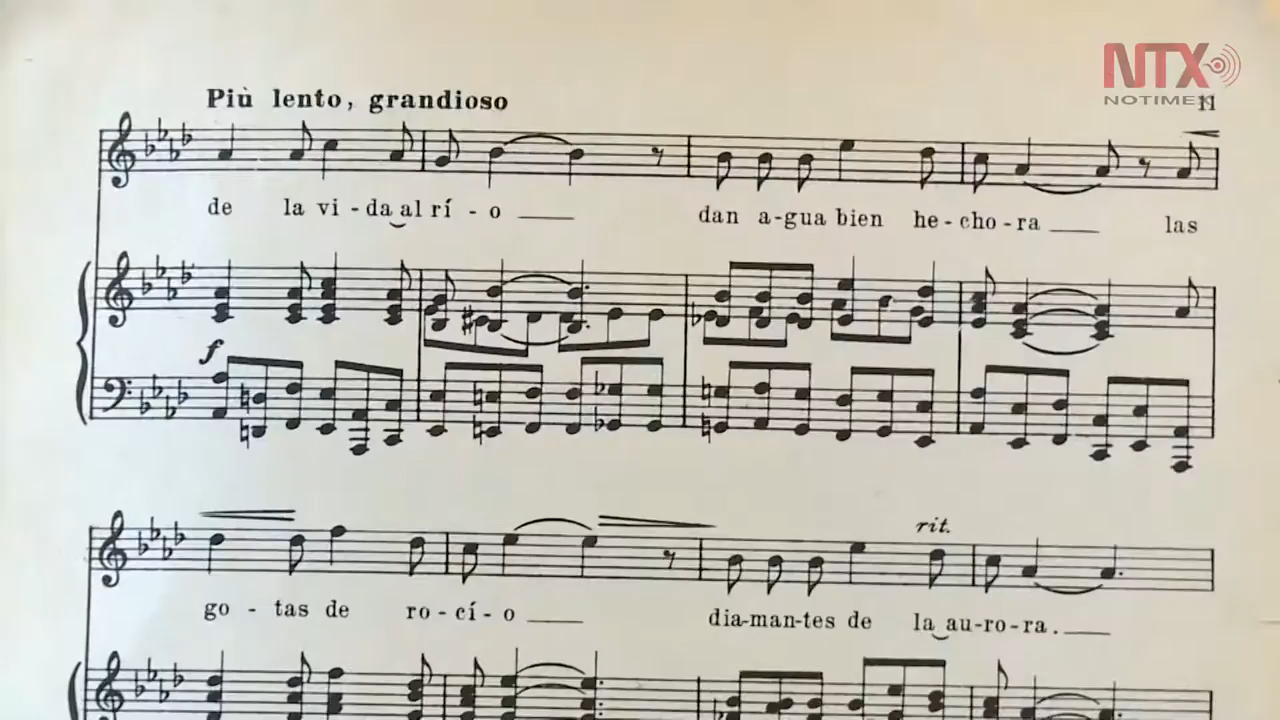 NTX
NOTIMEX
11
Più lento, grandioso
de la vi - da al rí - o dan a - gua bien he - cho - ra las
f
rit.
go - tas de ro - cí - o dia-man-tes de la au-ro-ra.